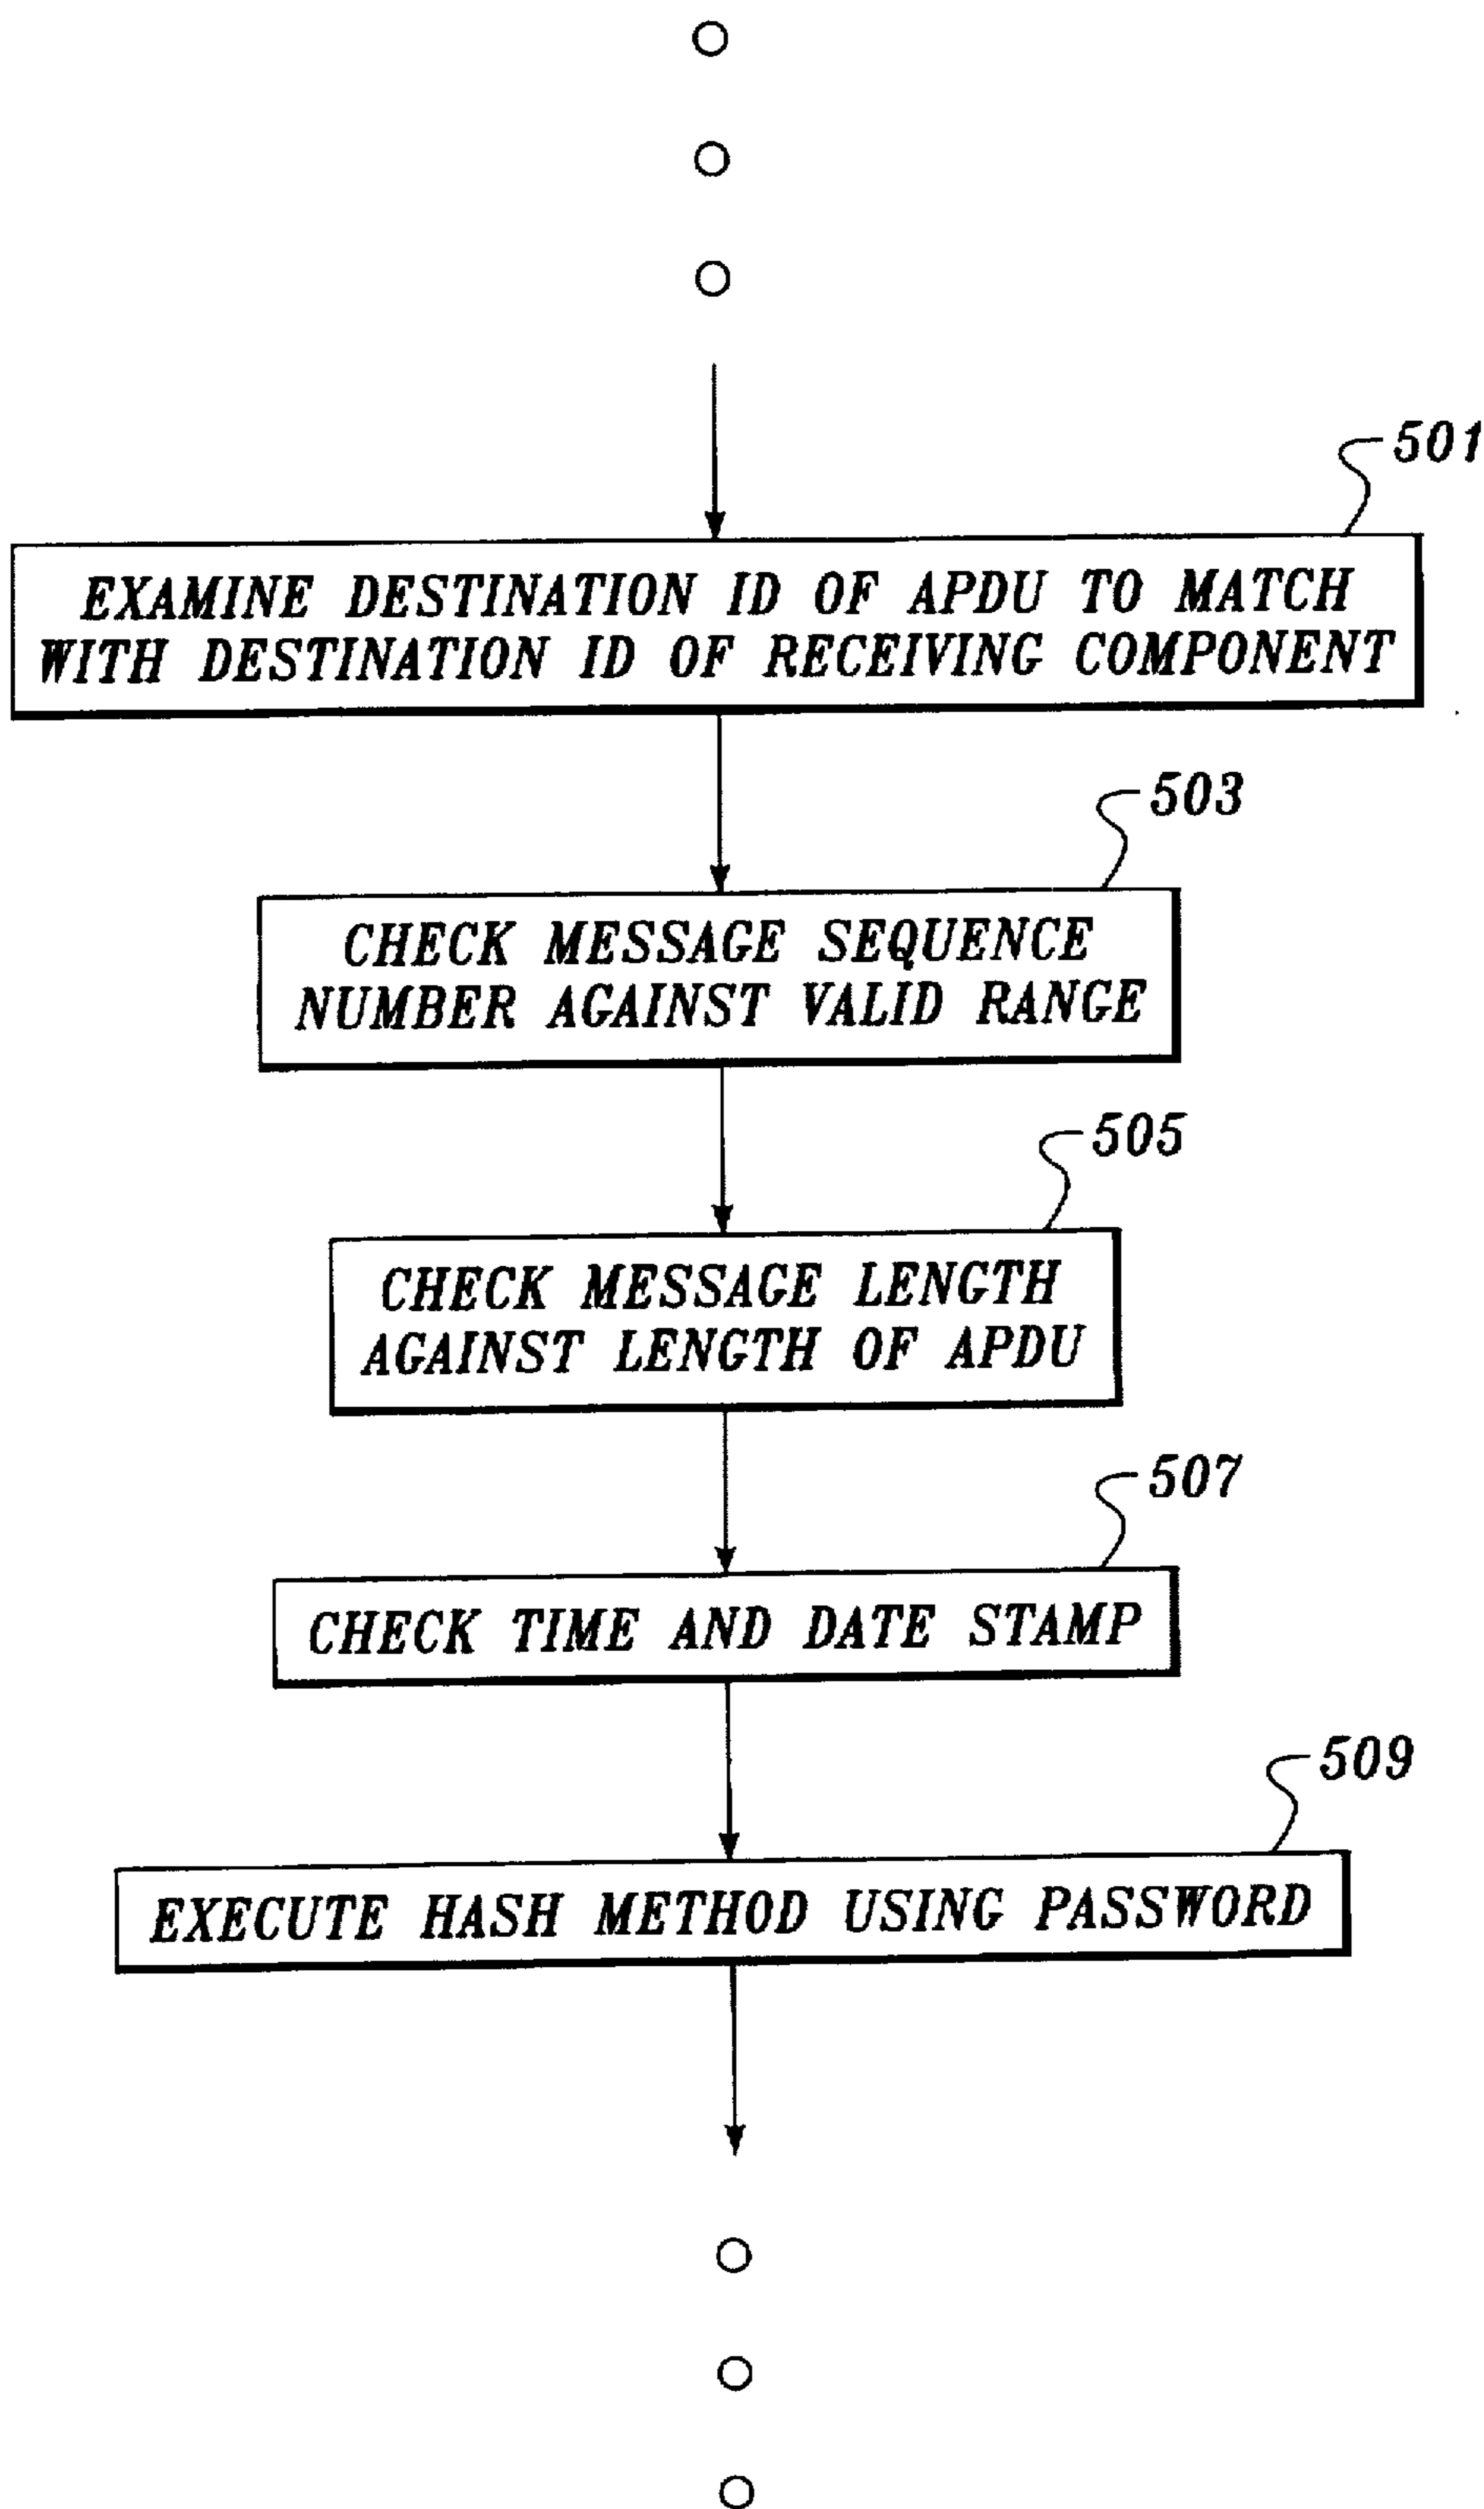 501
EXAMINE DESTINATION ID OF APDU TO MATCH
WITH DESTINATION ID OF RECEIVING COMPONENT
503
CHECK MESSAGE SEQUENCE
NUMBER AGAINST VALID RANGE
505
CHECK MESSAGE LENGTH
AGAINST LENGTH OF APDU
507
CHECK TIME AND DATE STAMP
509
EXECUTE HASH METHOD USING PASSWORD